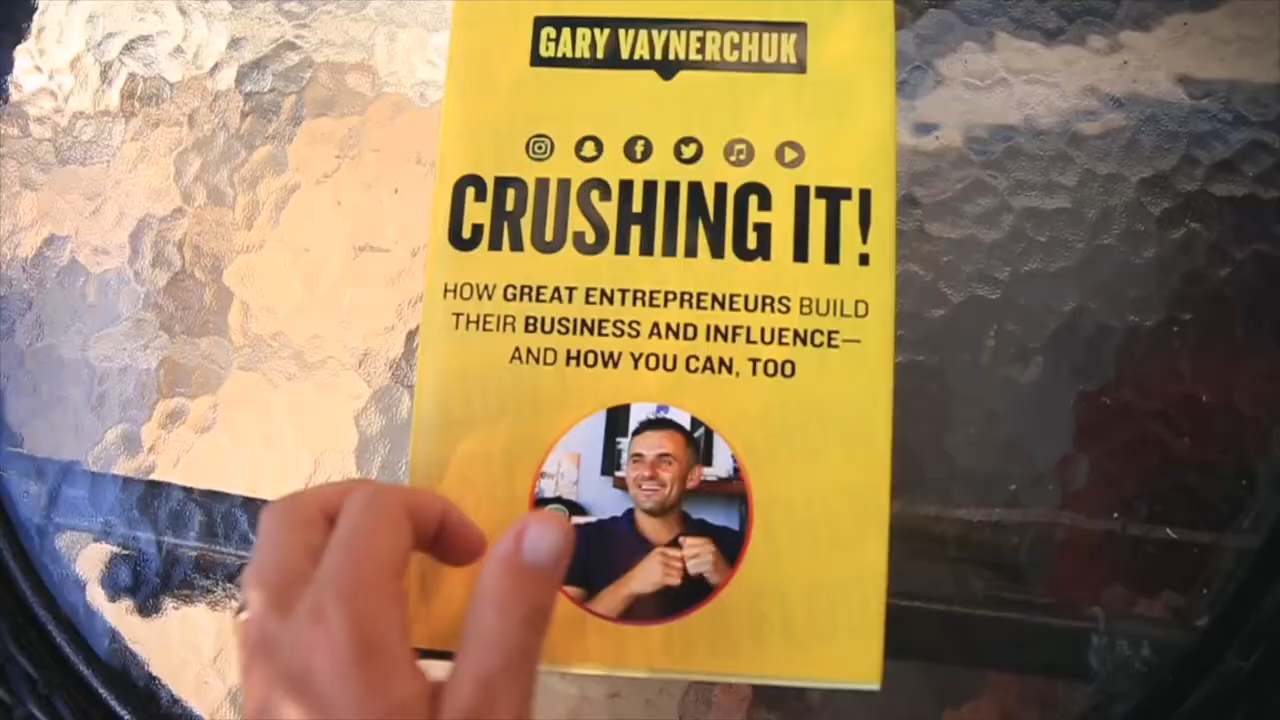 GARY VAYNERCHUK
CRUSHING IT!
HOW GREAT ENTREPRENEURS BUILD
THEIR BUSINESS AND INFLUENCE—
AND HOW YOU CAN, TOO